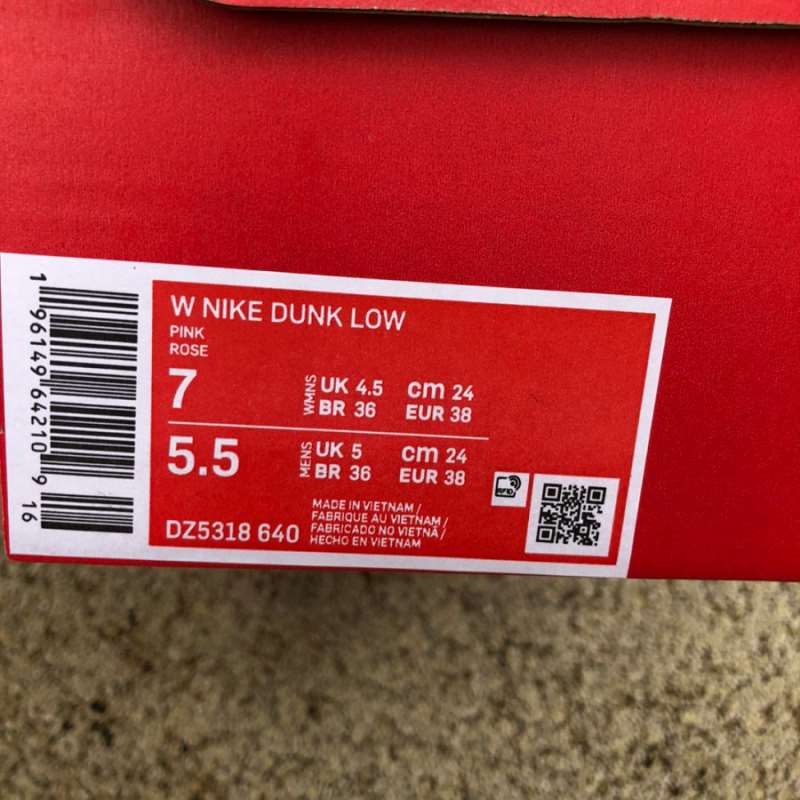 W NIKE DUNK LOW
PINK
ROSE
7 WMNS UK 4.5 cm 24
BR 36 EUR 38
5.5 MENS UK 5 cm 24
BR 36 EUR 38
DZ5318 640
MADE IN VIETNAM /
FABRIQUE AU VIETNAM /
FABRICADO NO VIETNÃ /
HECHO EN VIETNAM
RFID
1 96149 64210 9 16